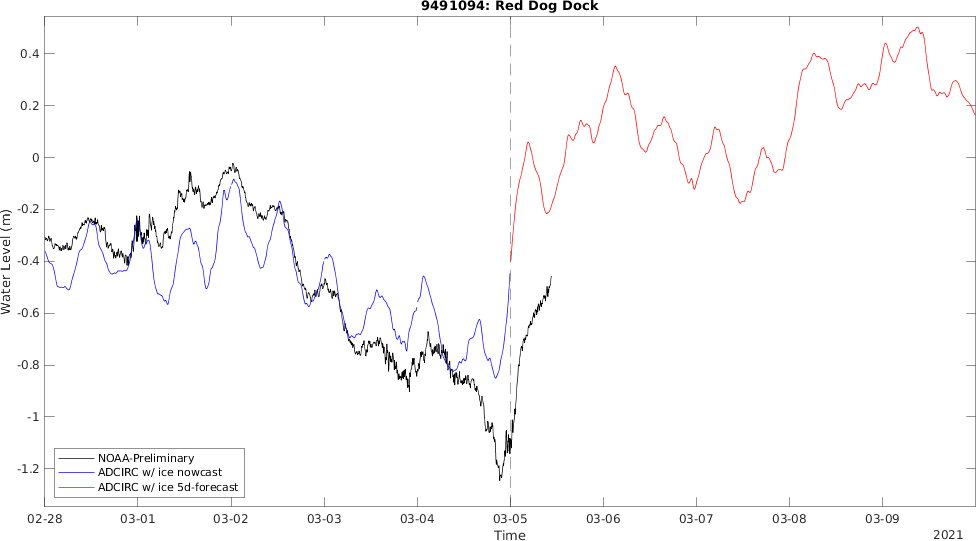 9491094: Red Dog Dock
Water Level (m)
0.4
0.2
0
-0.2
-0.4
-0.6
-0.8
-1
-1.2
NOAA-Preliminary
ADCIRC w/ ice nowcast
ADCIRC w/ ice 5d-forecast
02-28 03-01 03-02 03-03 03-04 03-05 03-06 03-07 03-08 03-09
Time
2021